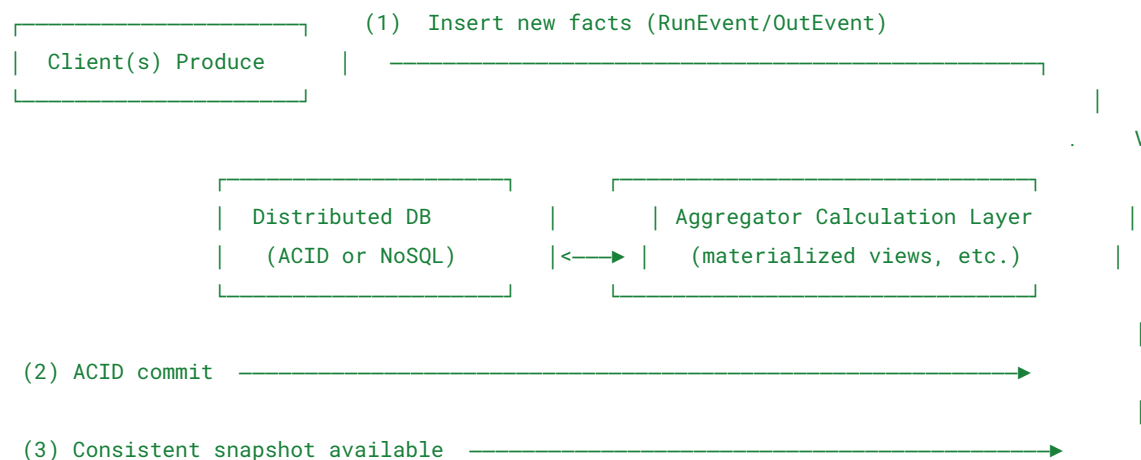 (1) Insert new facts (RunEvent/OutEvent)
Client(s) Produce
V
Distributed DB Aggregator Calculation Layer
(ACID or NoSQL) (materialized views, etc.)
(2) ACID commit
(3) Consistent snapshot available